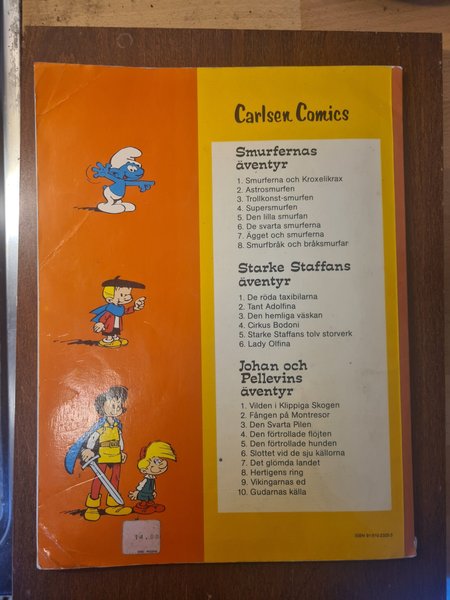 Carlsen Comics
Smurfernas
äventyr
1. Smurferna och Kroxelikrax
2. Astrosmurfen
3. Trollkonst-smurfen
4. Supersmurfen
5. Den lilla smurfan
6. De svarta smurferna
7. Ägget och smurferna
8. Smurfbråk och bråksmurfar
Starke Staffans
äventyr
1. De röda taxibilarna
2. Tant Adolfina
3. Den hemliga väskan
4. Cirkus Bodoni
5. Starke Staffans tolv storverk
6. Lady Olfina
Johan och
Pellevins
äventyr
1. Vilden i Klippiga Skogen
2. Fången på Montresor
3. Den Svarta Pilen
4. Den förtrollade flöjten
5. Den förtrollade hunden
6. Slottet vid de sju källorna
7. Det glömda landet
8. Hertigens ring
9. Vikingarnas ed
10. Gudarnas källa
ISBN